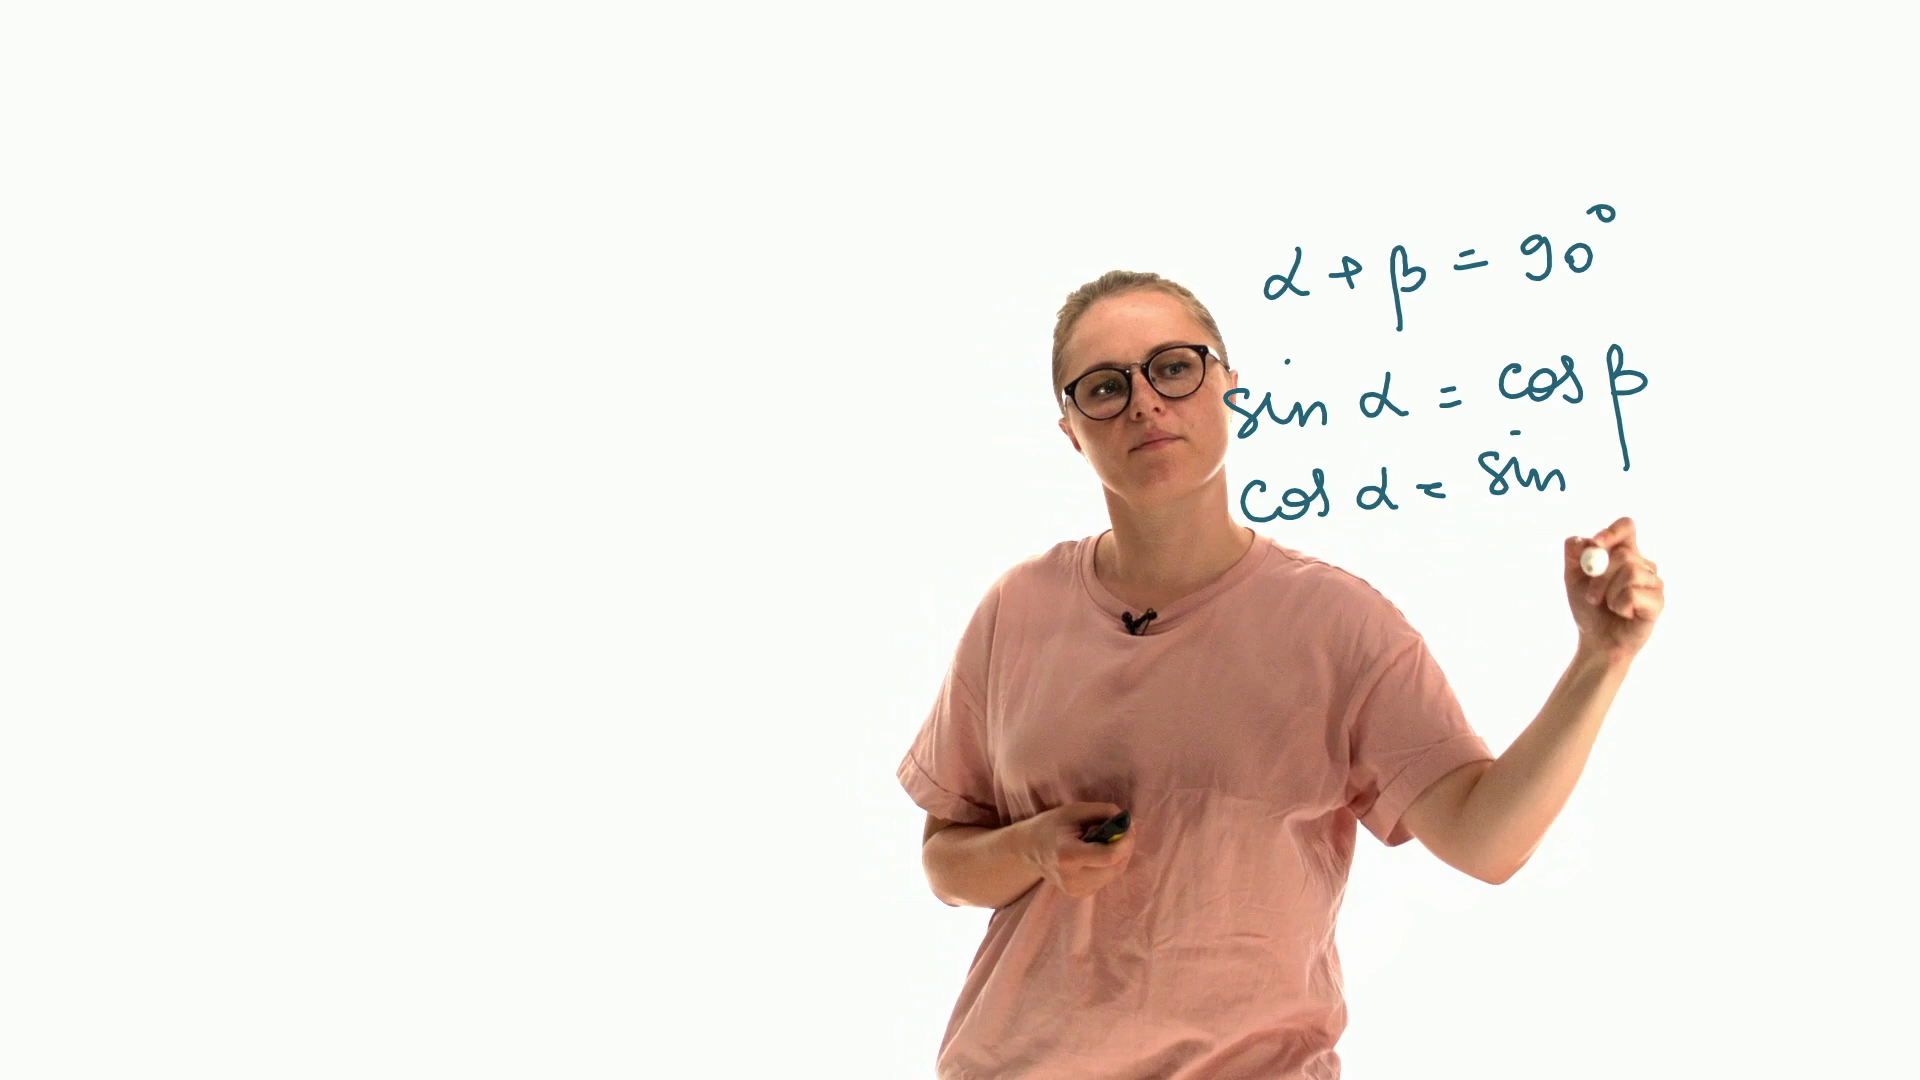 α + β = 90°
sin α = cos β
cos α = sin